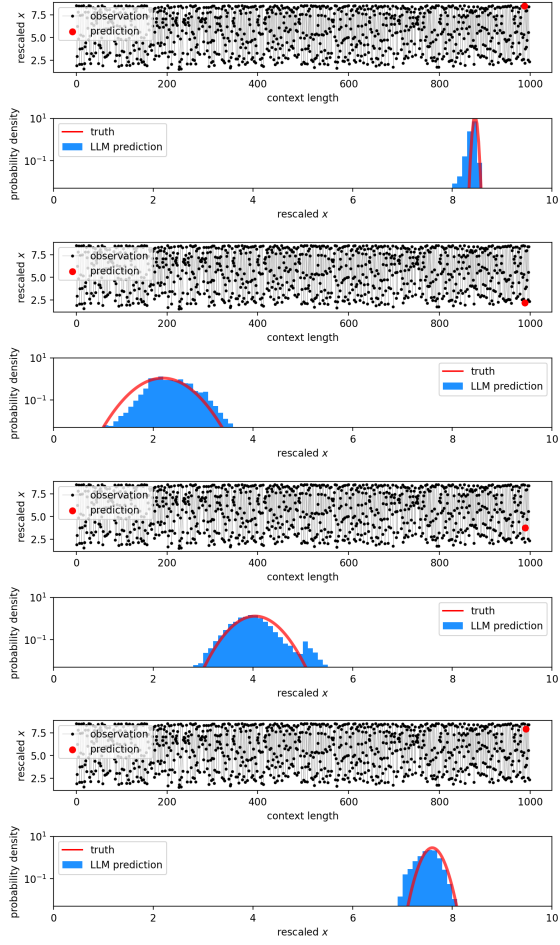 rescaled x
7.5
5.0
2.5
observation
prediction
0 200 400 600 800 1000
context length
probability density
10¹
10⁻¹
truth
LLM prediction
0 2 4 6 8 10
rescaled x
rescaled x
7.5
5.0
2.5
observation
prediction
0 200 400 600 800 1000
context length
probability density
10¹
10⁻¹
truth
LLM prediction
0 2 4 6 8 10
rescaled x
rescaled x
7.5
5.0
2.5
observation
prediction
0 200 400 600 800 1000
context length
probability density
10¹
10⁻¹
truth
LLM prediction
0 2 4 6 8 10
rescaled x
rescaled x
7.5
5.0
2.5
observation
prediction
0 200 400 600 800 1000
context length
probability density
10¹
10⁻¹
truth
LLM prediction
0 2 4 6 8 10
rescaled x